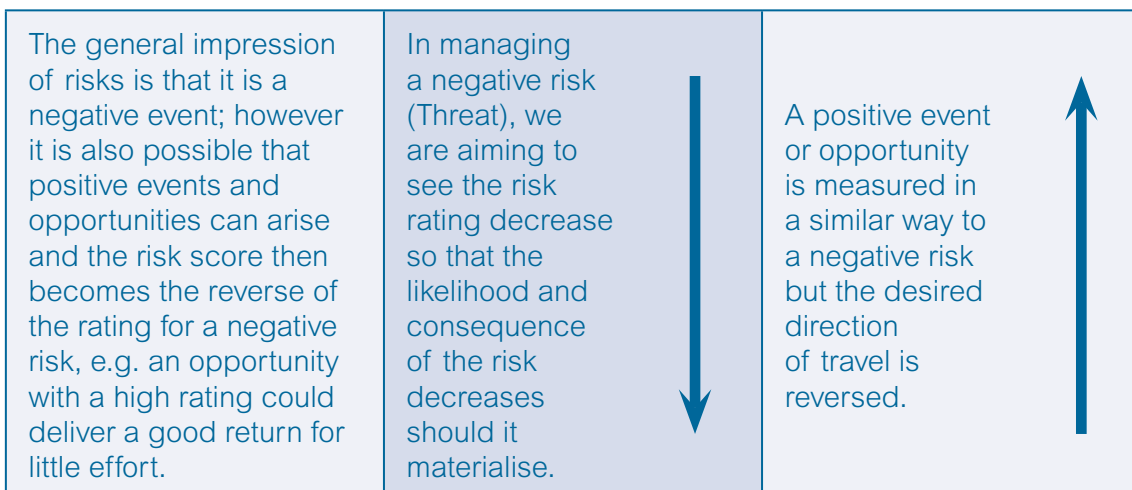 The general impression
of risks is that it is a
negative event; however
it is also possible that
positive events and
opportunities can arise
and the risk score then
becomes the reverse of
the rating for a negative
risk, e.g. an opportunity
with a high rating could
deliver a good return for
little effort.
In managing
a negative risk
(Threat), we
are aiming to
see the risk
rating decrease
so that the
likelihood and
consequence
of the risk
decreases
should it
materialise.
A positive event
or opportunity
is measured in
a similar way to
a negative risk
but the desired
direction
of travel is
reversed.